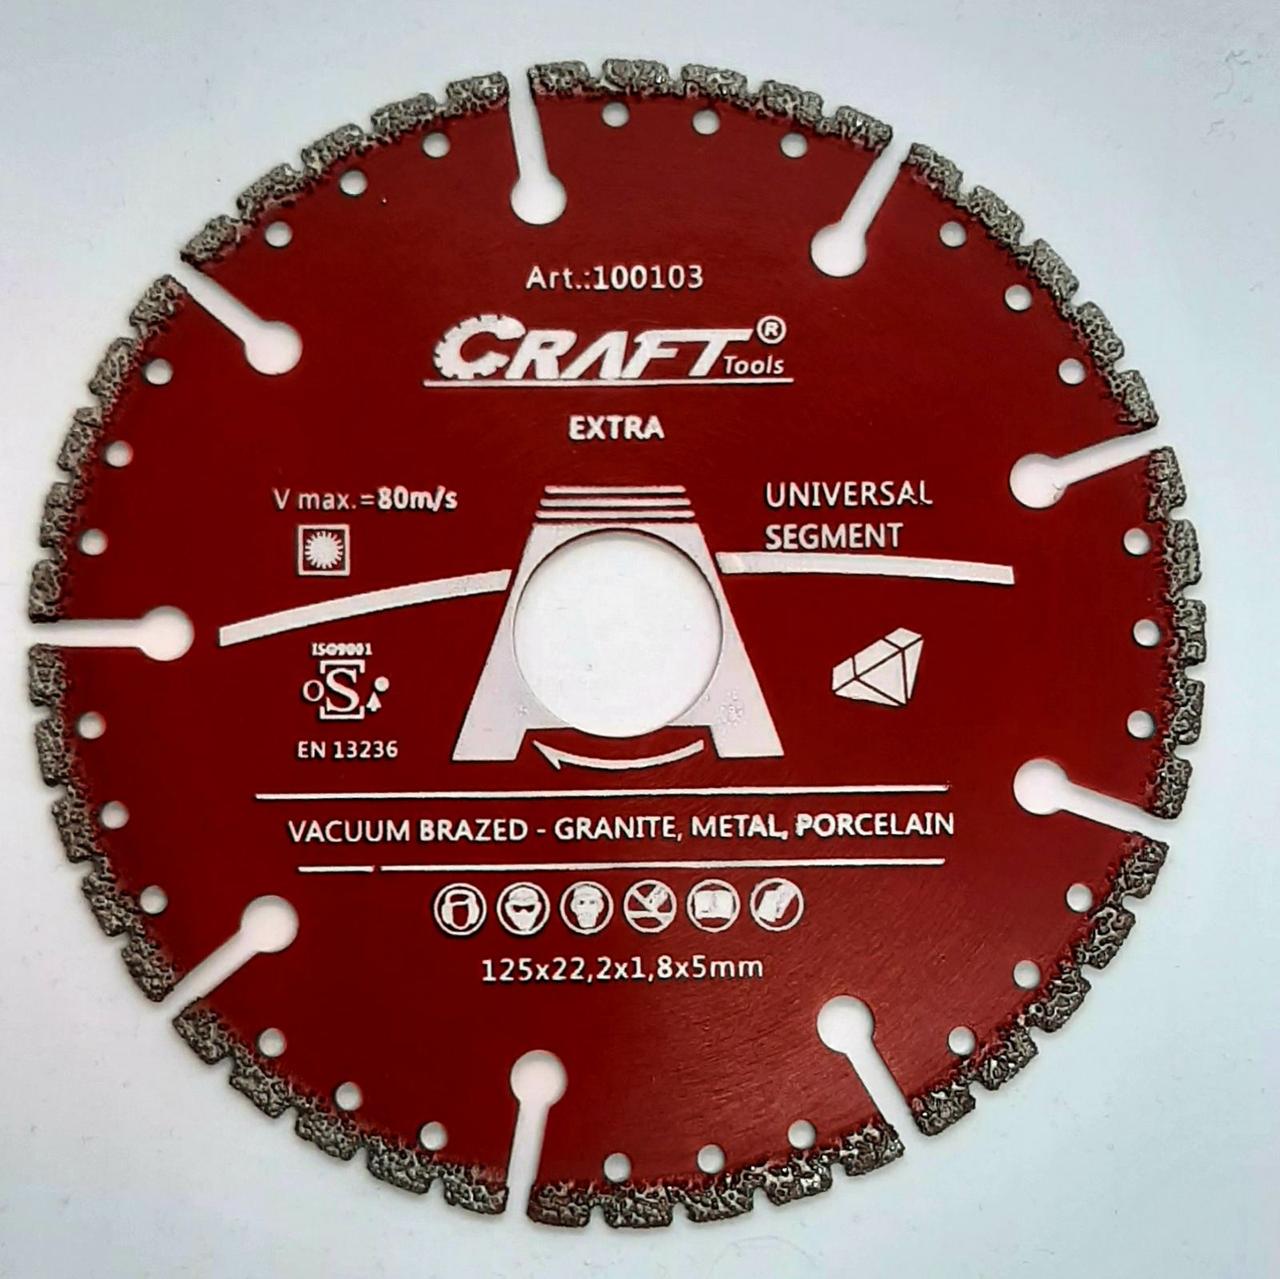 Art.:100103
CRAFT®
Tools
EXTRA
V max.=80m/s
UNIVERSAL
SEGMENT
ISO9001
oSa
EN 13236
VACUUM BRAZED - GRANITE, METAL, PORCELAIN
125x22,2x1,8x5mm